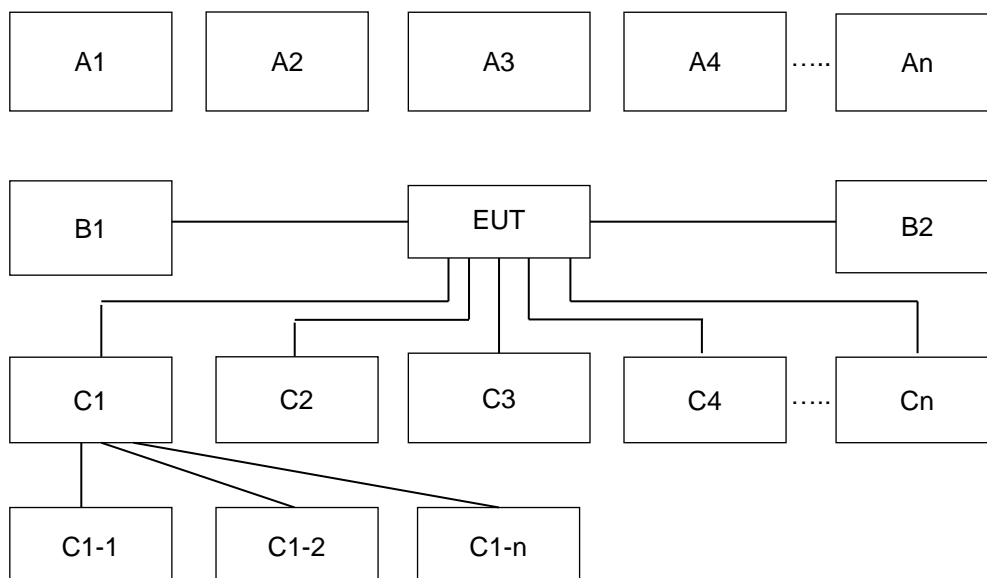 A1 A2 A3 A4 ..... An
B1 EUT B2
C1 C2 C3 C4 ..... Cn
C1-1 C1-2 C1-n